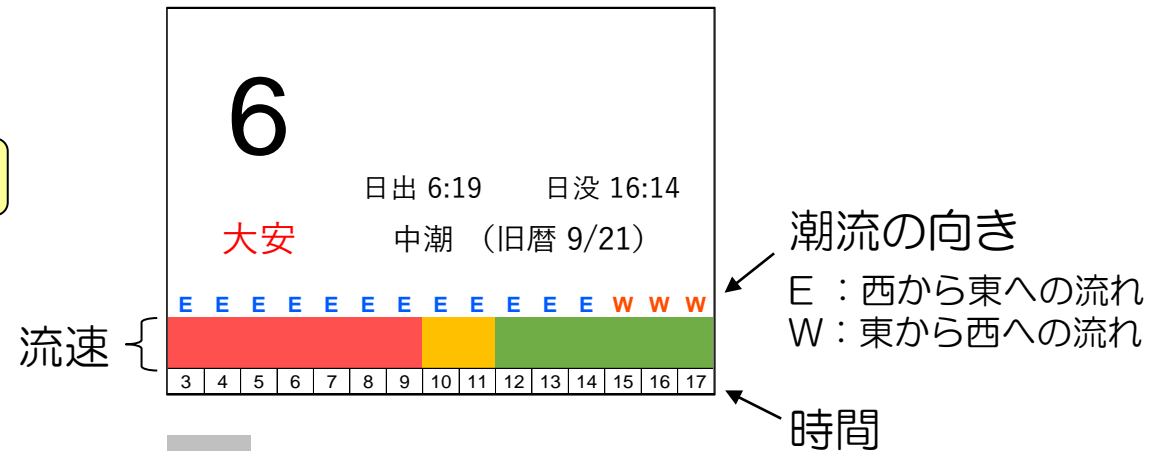 6
日出 6:19 日没 16:14
大安 中潮 （旧暦 9/21）
E E E E E E E E E E E E W W W
3 4 5 6 7 8 9 10 11 12 13 14 15 16 17
流速
潮流の向き
E ：西から東への流れ
W：東から西への流れ
時間